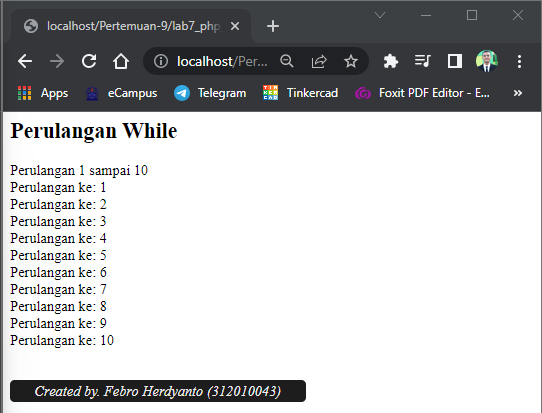 localhost/Pertemuan-9/lab7_php
localhost/Per...
Apps eCampus Telegram Tinkercad Foxit PDF Editor - E... »
Perulangan While
Perulangan 1 sampai 10
Perulangan ke: 1
Perulangan ke: 2
Perulangan ke: 3
Perulangan ke: 4
Perulangan ke: 5
Perulangan ke: 6
Perulangan ke: 7
Perulangan ke: 8
Perulangan ke: 9
Perulangan ke: 10
Created by. Febro Herdyanto (312010043)